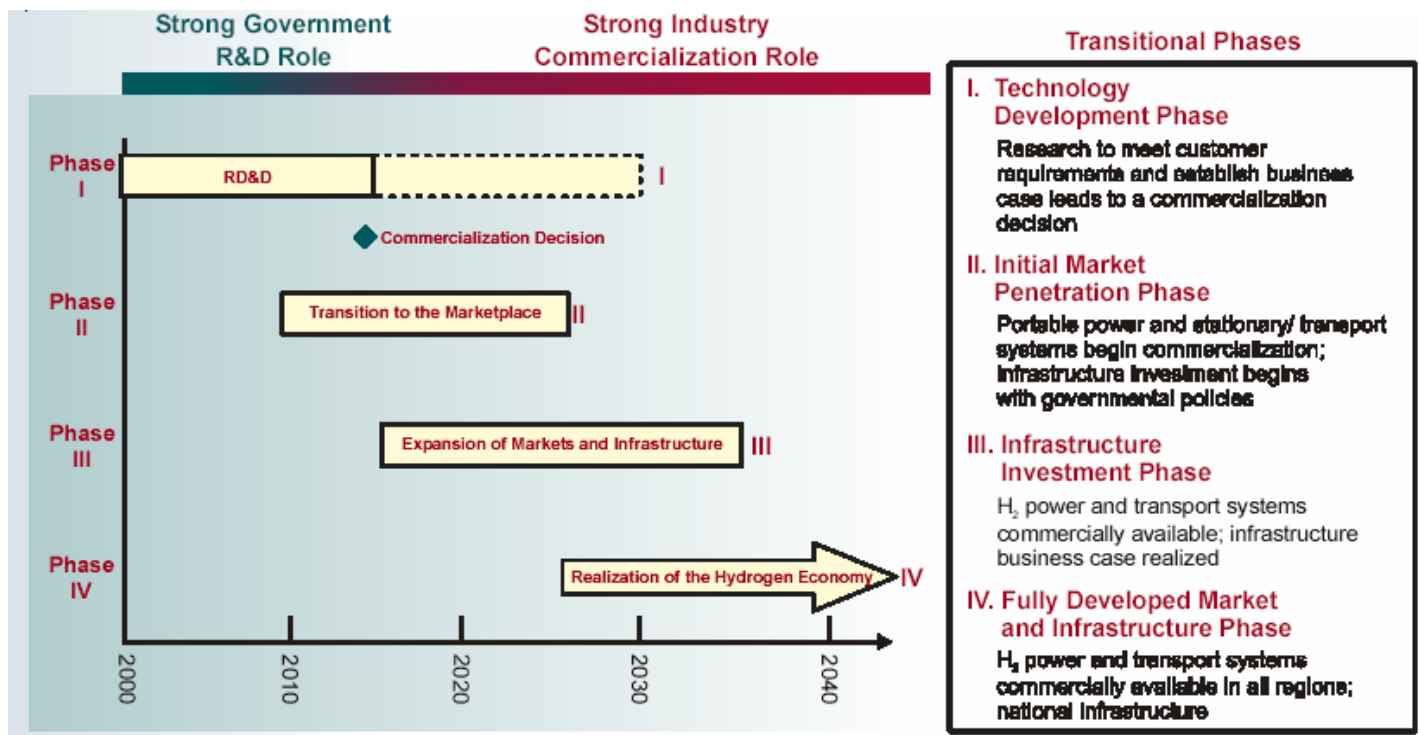 Strong Government
R&D Role
Strong Industry
Commercialization Role
Phase
I
RD&D
I
Commercialization Decision
Phase
II
Transition to the Marketplace
II
Phase
III
Expansion of Markets and Infrastructure
III
Phase
IV
Realization of the Hydrogen Economy
IV
2000
2010
2020
2030
2040
Transitional Phases
I. Technology
Development Phase
Research to meet customer
requirements and establish business
case leads to a commercialization
decision
II. Initial Market
Penetration Phase
Portable power and stationary/ transport
systems begin commercialization;
infrastructure investment begins
with governmental policies
III. Infrastructure
Investment Phase
H₂ power and transport systems
commercially available; infrastructure
business case realized
IV. Fully Developed Market
and Infrastructure Phase
H₂ power and transport systems
commercially available in all regions;
national infrastructure